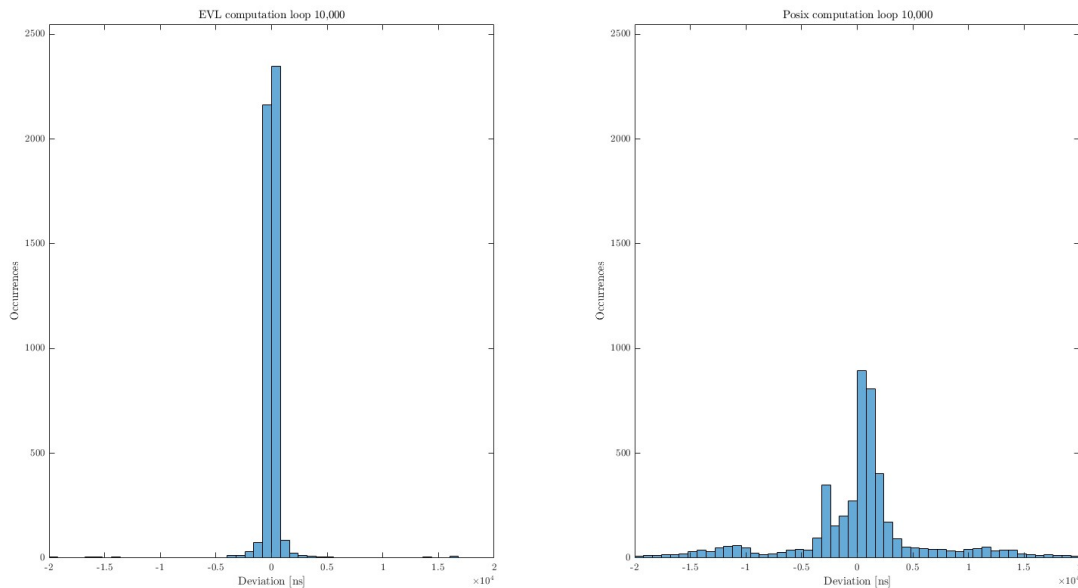 EVL computation loop 10,000
Occurrences
2500
2000
1500
1000
500
0
-2 -1.5 -1 -0.5 0 0.5 1 1.5 2
Deviation [ns]
×10⁴
Posix computation loop 10,000
Occurrences
2500
2000
1500
1000
500
0
-2 -1.5 -1 -0.5 0 0.5 1 1.5
Deviation [ns]